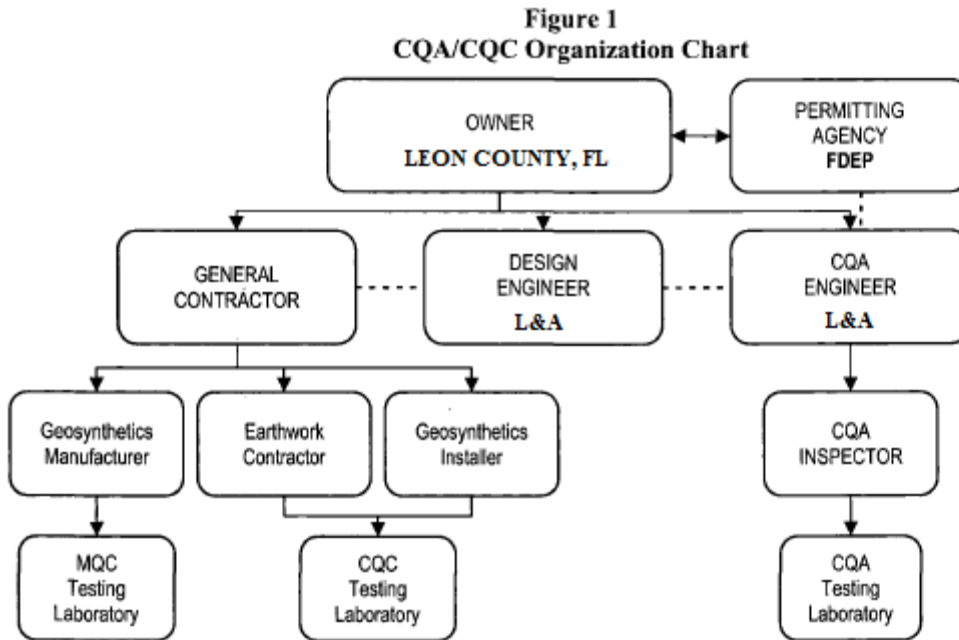 Figure 1
CQA/CQC Organization Chart
OWNER
LEON COUNTY, FL
PERMITTING
AGENCY
FDEP
GENERAL
CONTRACTOR
DESIGN
ENGINEER
L&A
CQA
ENGINEER
L&A
Geosynthetics
Manufacturer
Earthwork
Contractor
Geosynthetics
Installer
CQA
INSPECTOR
MQC
Testing
Laboratory
CQC
Testing
Laboratory
CQA
Testing
Laboratory